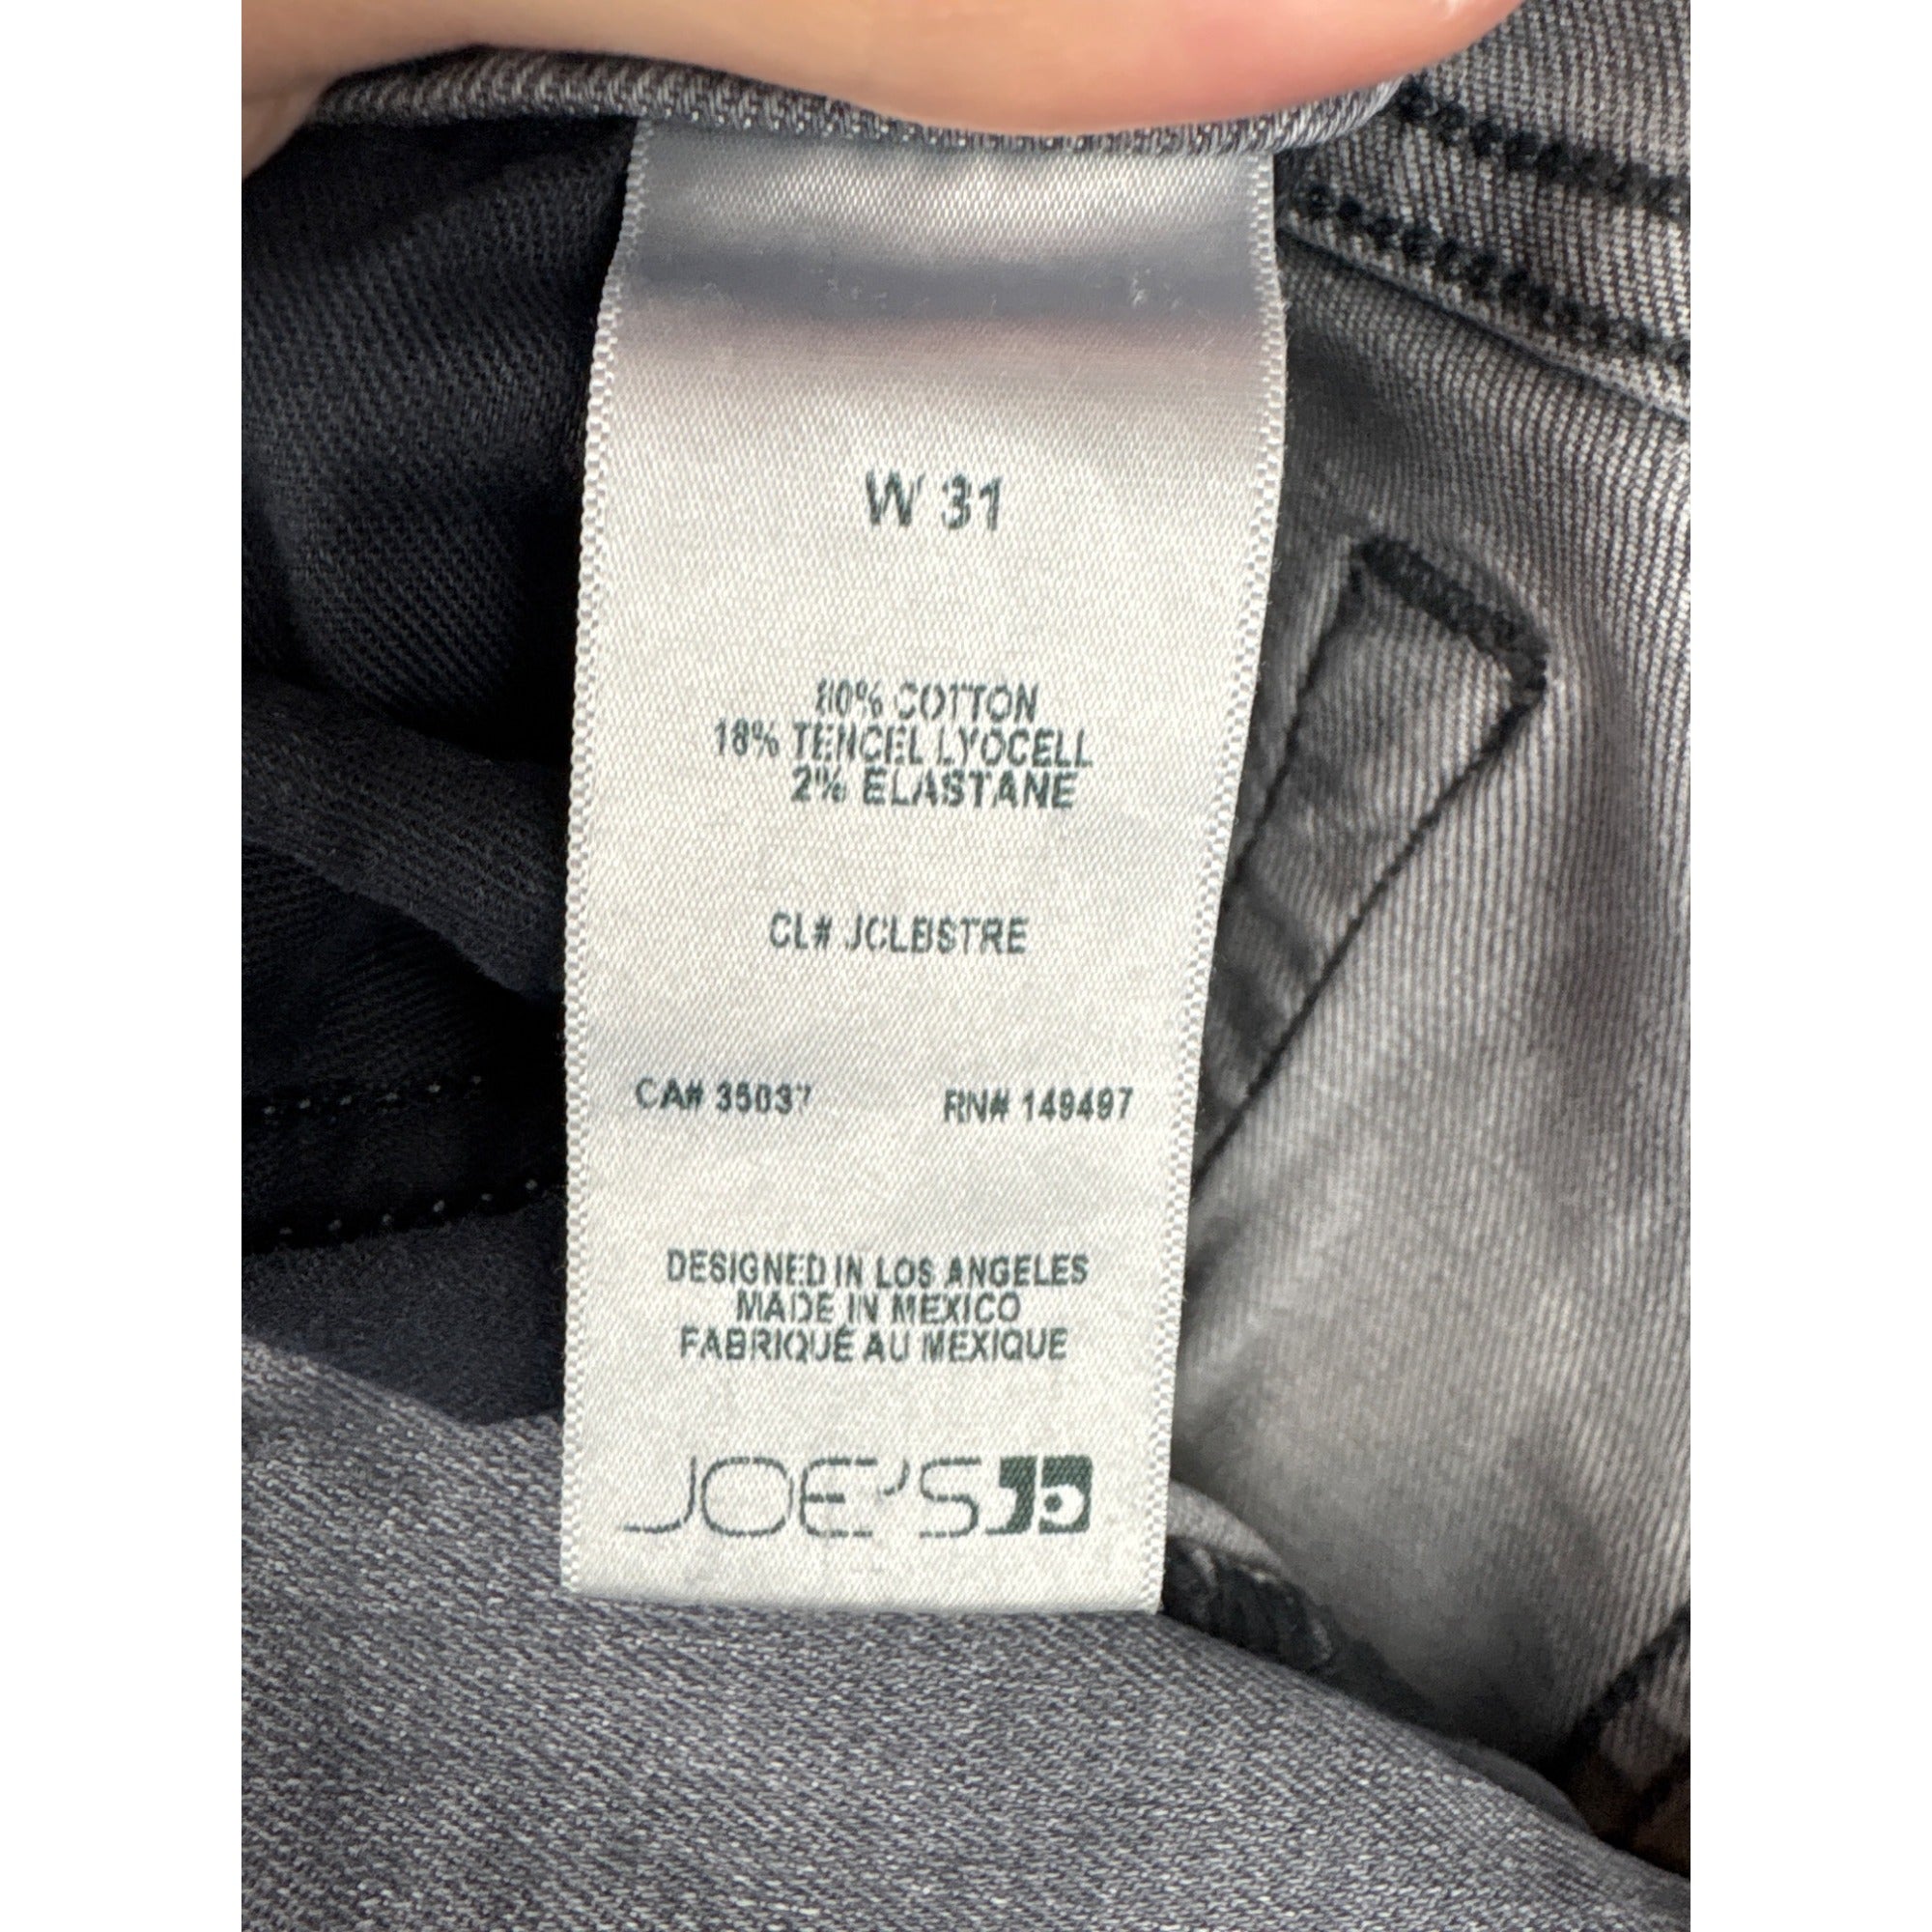 W 31
80% COTTON
18% TENCEL LYOCELL
2% ELASTANE
CL# JCLBSTRE
CA# 35037 RN# 149497
DESIGNED IN LOS ANGELES
MADE IN MEXICO
FABRIQUÉ AU MEXIQUE
JOE'S